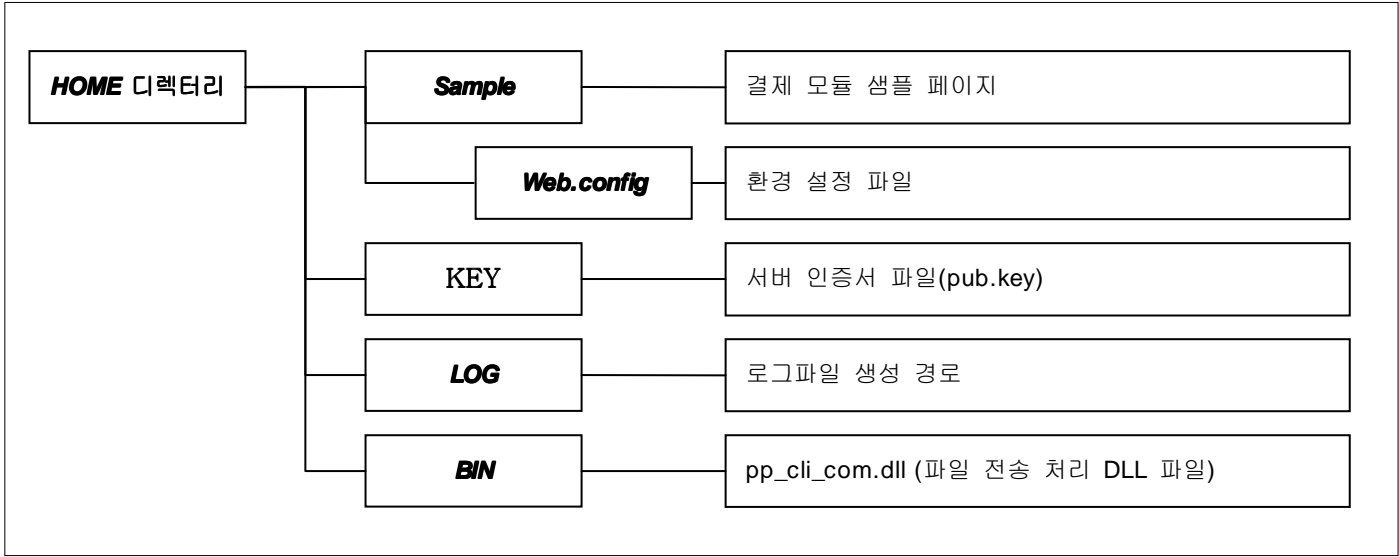 HOME 디렉터리
Sample
결제 모듈 샘플 페이지
Web.config
환경 설정 파일
KEY
서버 인증서 파일(pub.key)
LOG
로그파일 생성 경로
BIN
pp_cli_com.dll (파일 전송 처리 DLL 파일)